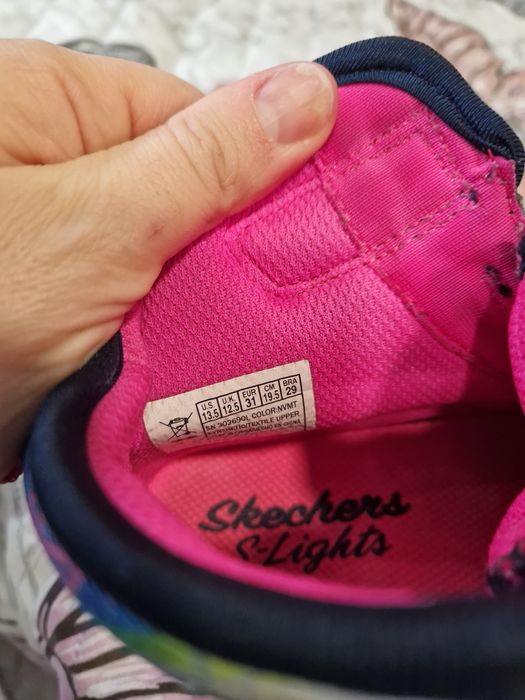 U.S. U.K. EUR CM BRA
13.5 12.5 31 19.5 29
SN 302690L COLOR:NVMT
SYNTHETIC/TEXTILE UPPER
Skechers
S-Lights